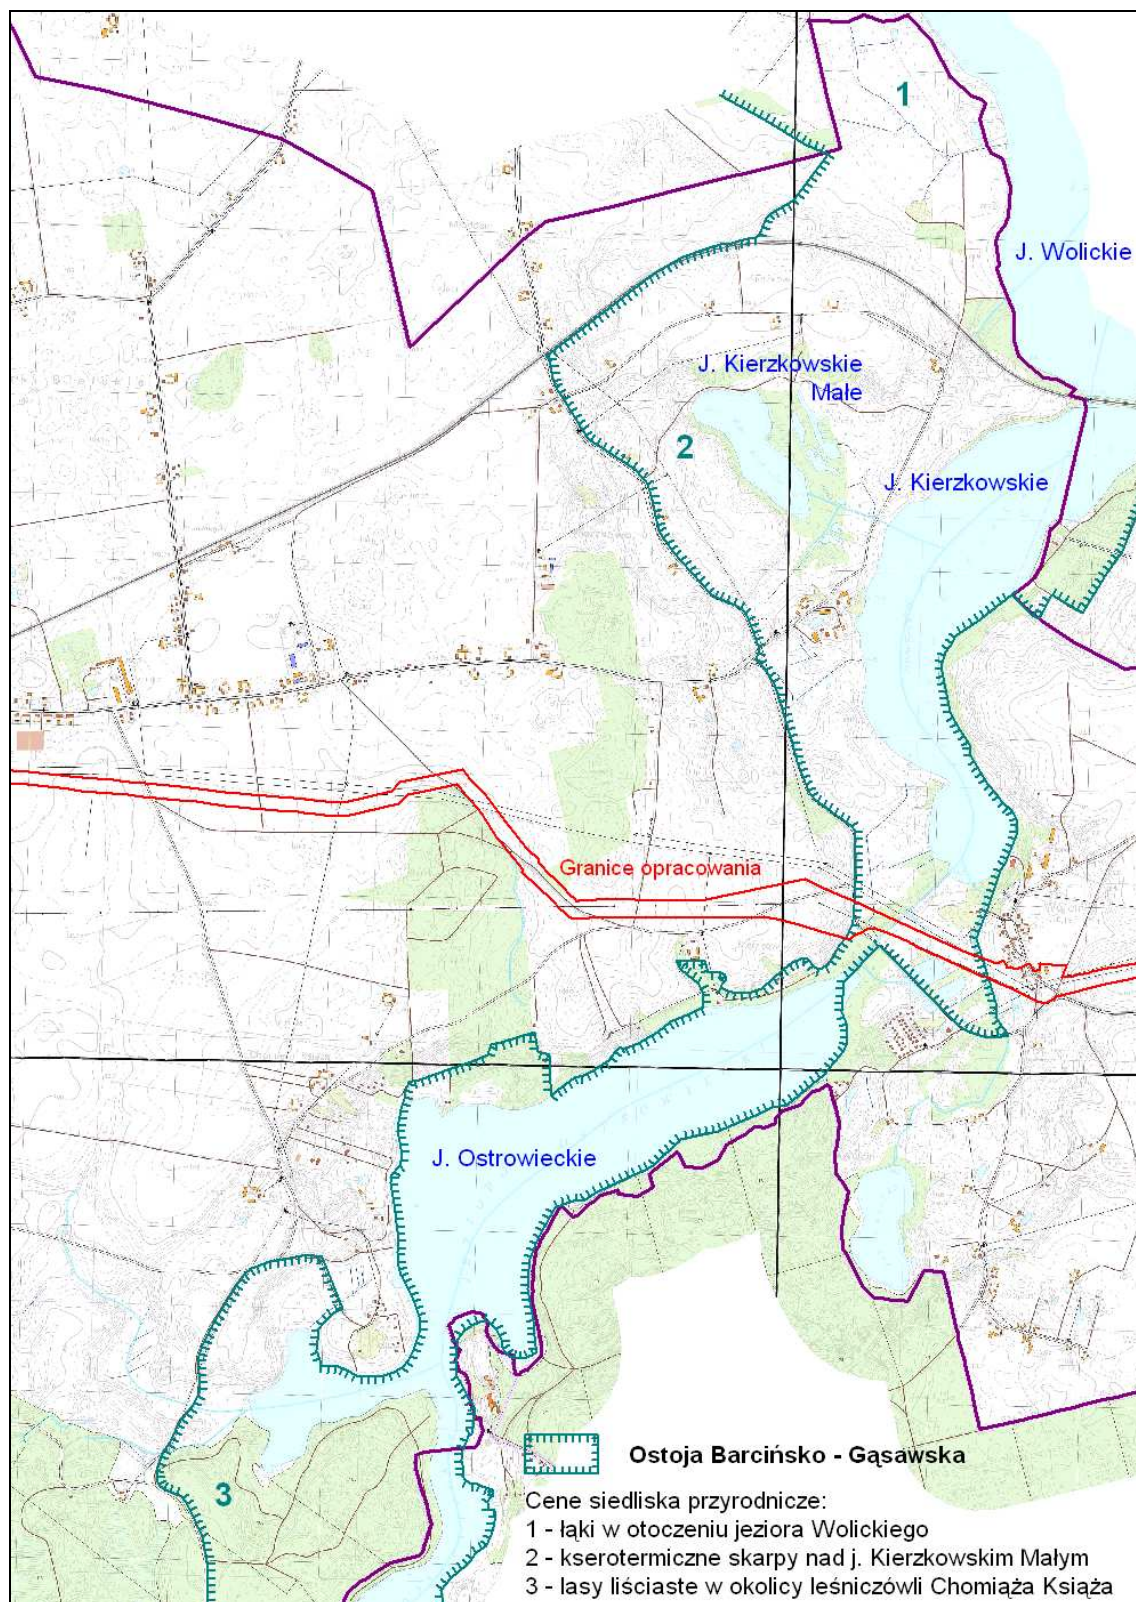 1
J. Wolickie
J. Kierzkowskie
Małe
2
J. Kierzkowskie
Granice opracowania
J. Ostrowieckie
3
Ostoja Barcińsko - Gąsawska
Cene siedliska przyrodnicze:
1 - łąki w otoczeniu jeziora Wolickiego
2 - kserotermiczne skarpy nad j. Kierzkowskim Małym
3 - lasy liściaste w okolicy leśniczówli Chomiąża Książa